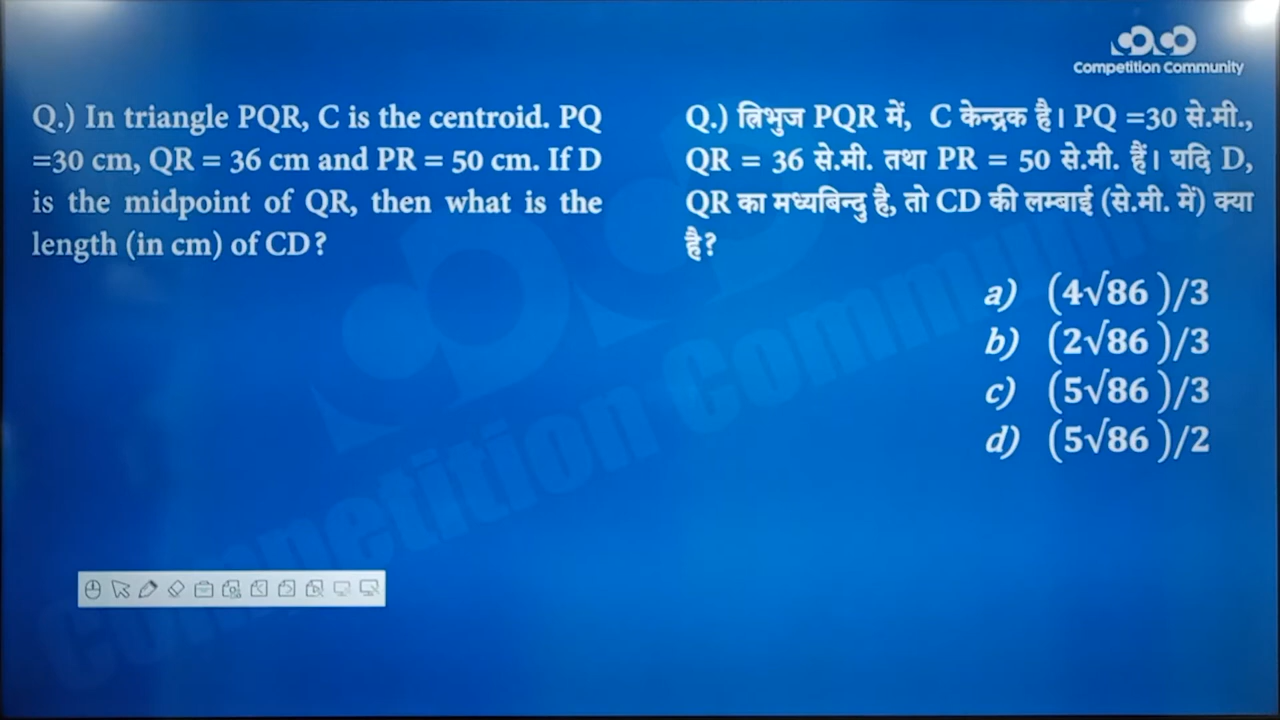 Competition Community
Q.) In triangle PQR, C is the centroid. PQ
=30 cm, QR = 36 cm and PR = 50 cm. If D
is the midpoint of QR, then what is the
length (in cm) of CD?
Q.) त्रिभुज PQR में, C केन्द्रक है। PQ =30 से.मी.,
QR = 36 से.मी. तथा PR = 50 से.मी. हैं। यदि D,
QR का मध्यबिन्दु है, तो CD की लम्बाई (से.मी. में) क्या
है?
a) (4√86 )/3
b) (2√86 )/3
c) (5√86 )/3
d) (5√86 )/2
Competition Community